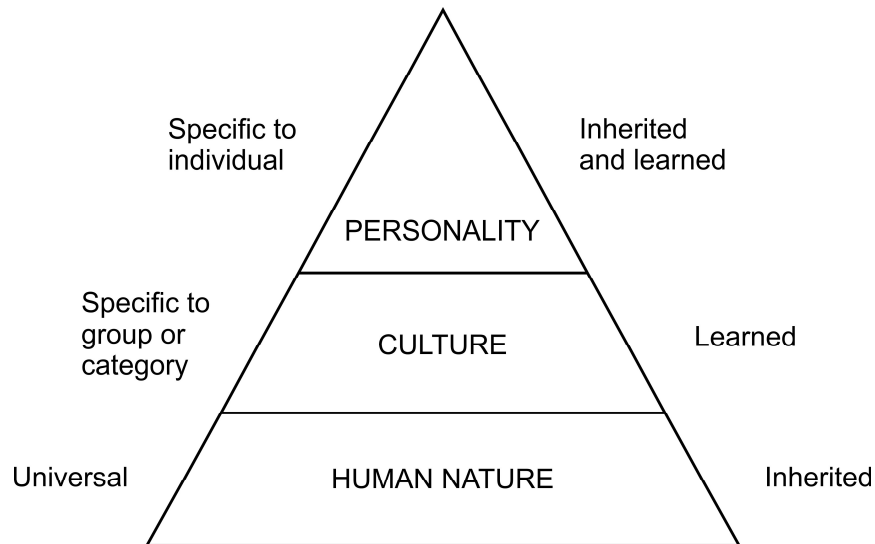 Specific to
individual
Inherited
and learned
PERSONALITY
Specific to
group or
category
CULTURE
Learned
Universal
HUMAN NATURE
Inherited